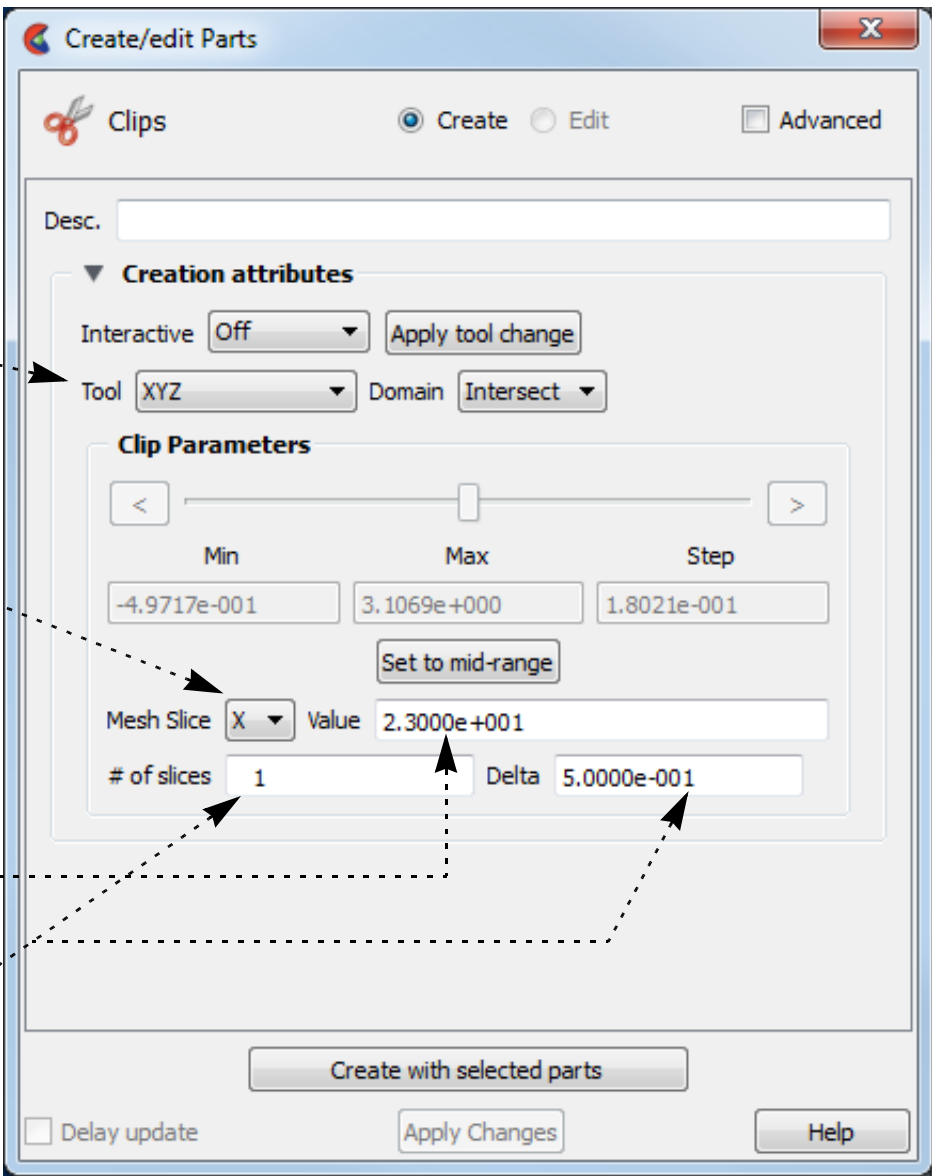 Create/edit Parts
X
Clips Create Edit Advanced
Desc.
Creation attributes
Interactive Off Apply tool change
Tool XYZ Domain Intersect
Clip Parameters
< >
Min Max Step
-4.9717e-001 3.1069e+000 1.8021e-001
Set to mid-range
Mesh Slice X Value 2.3000e+001
# of slices 1 Delta 5.0000e-001
Create with selected parts
Delay update Apply Changes Help